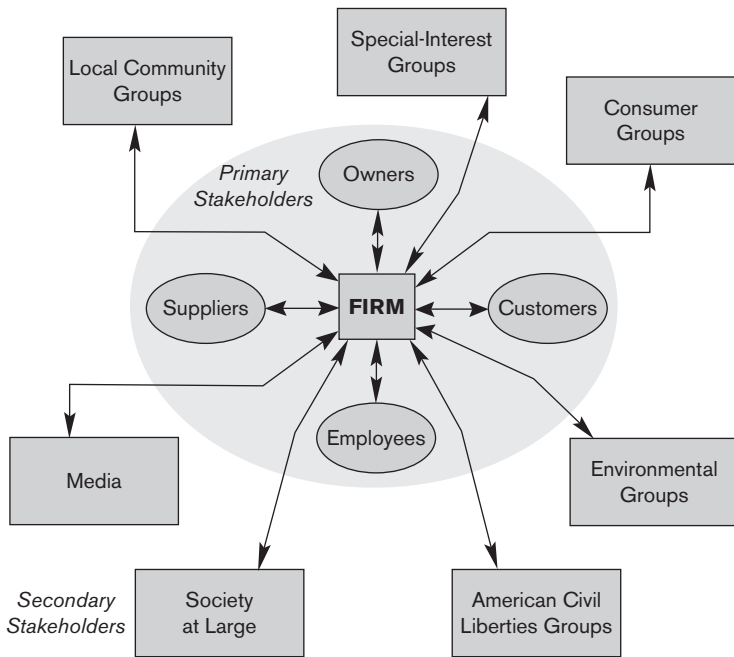 Special-Interest
Groups
Local Community
Groups
Consumer
Groups
Primary
Stakeholders
Owners
Suppliers
FIRM
Customers
Employees
Media
Environmental
Groups
Secondary
Stakeholders
Society
at Large
American Civil
Liberties Groups